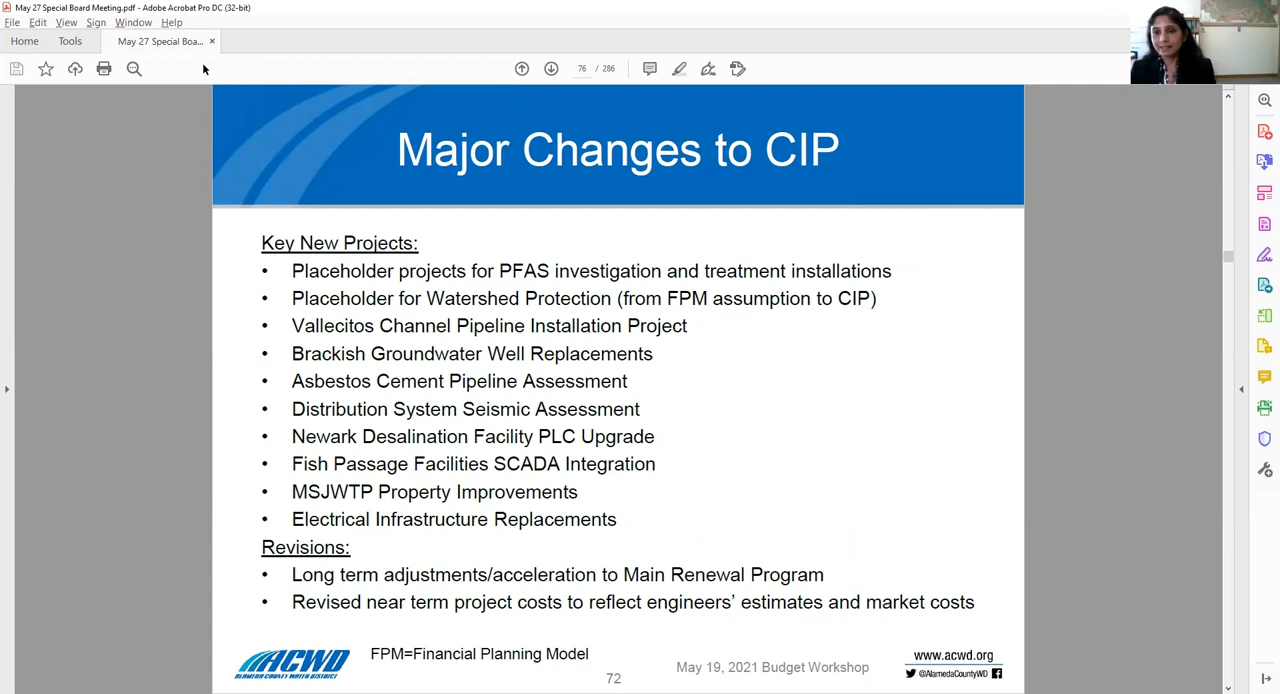 May 27 Special Board Meeting.pdf - Adobe Acrobat Pro DC (32-bit)
File Edit View Sign Window Help
Home Tools May 27 Special Boa... ×
76 / 286
Major Changes to CIP
Key New Projects:
• Placeholder projects for PFAS investigation and treatment installations
• Placeholder for Watershed Protection (from FPM assumption to CIP)
• Vallecitos Channel Pipeline Installation Project
• Brackish Groundwater Well Replacements
• Asbestos Cement Pipeline Assessment
• Distribution System Seismic Assessment
• Newark Desalination Facility PLC Upgrade
• Fish Passage Facilities SCADA Integration
• MSJWTP Property Improvements
• Electrical Infrastructure Replacements
Revisions:
• Long term adjustments/acceleration to Main Renewal Program
• Revised near term project costs to reflect engineers’ estimates and market costs
ACWD
ALAMEDA COUNTY WATER DISTRICT
FPM=Financial Planning Model
72
May 19, 2021 Budget Workshop
www.acwd.org
@AlamedaCountyWD